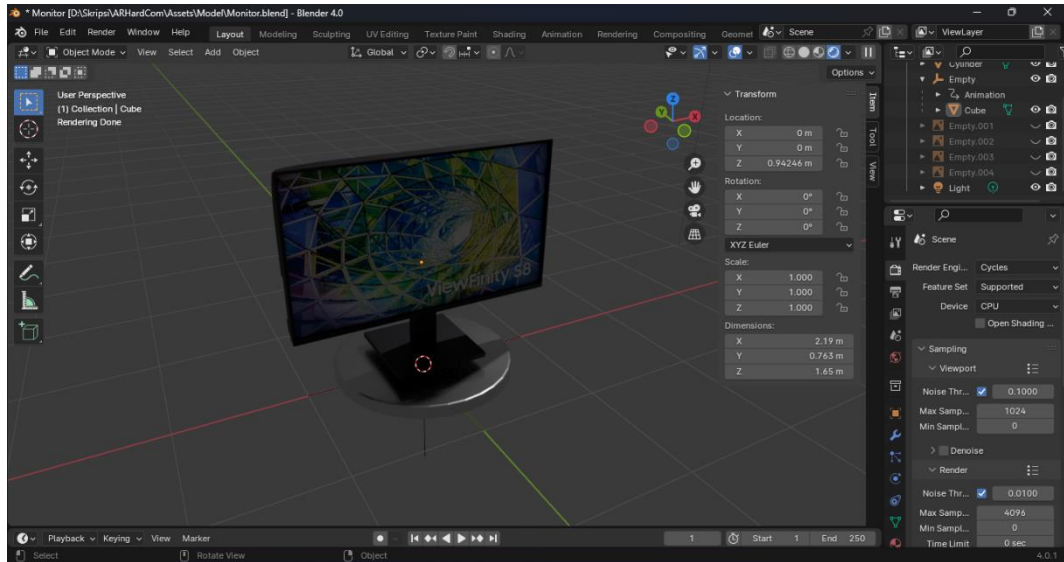 * Monitor [D:\Skripsi\ARHardCom\Assets\Model\Monitor.blend] - Blender 4.0
File Edit Render Window Help Layout Modeling Sculpting UV Editing Texture Paint Shading Animation Rendering Compositing Geomet Scene ViewLayer
Object Mode View Select Add Object Global
Options
User Perspective
(1) Collection | Cube
Rendering Done
X
Y
Z
ViewFinity S8
Transform
Location:
X 0 m
Y 0 m
Z 0.94246 m
Rotation:
X 0°
Y 0°
Z 0°
XYZ Euler
Scale:
X 1.000
Y 1.000
Z 1.000
Dimensions:
X 2.19 m
Y 0.763 m
Z 1.65 m
Item
Tool
View
Cylinder
Empty
Animation
Cube
Empty.001
Empty.002
Empty.003
Empty.004
Light
Scene
Render Engi... Cycles
Feature Set Supported
Device CPU
Open Shading ...
Sampling
Viewport
Noise Thr... 0.1000
Max Samp... 1024
Min Sampl... 0
Denoise
Render
Noise Thr... 0.0100
Max Samp... 4096
Min Sampl... 0
Time Limit 0 sec
Playback Keying View Marker 1 Start 1 End 250
Select Rotate View Object 4.0.1